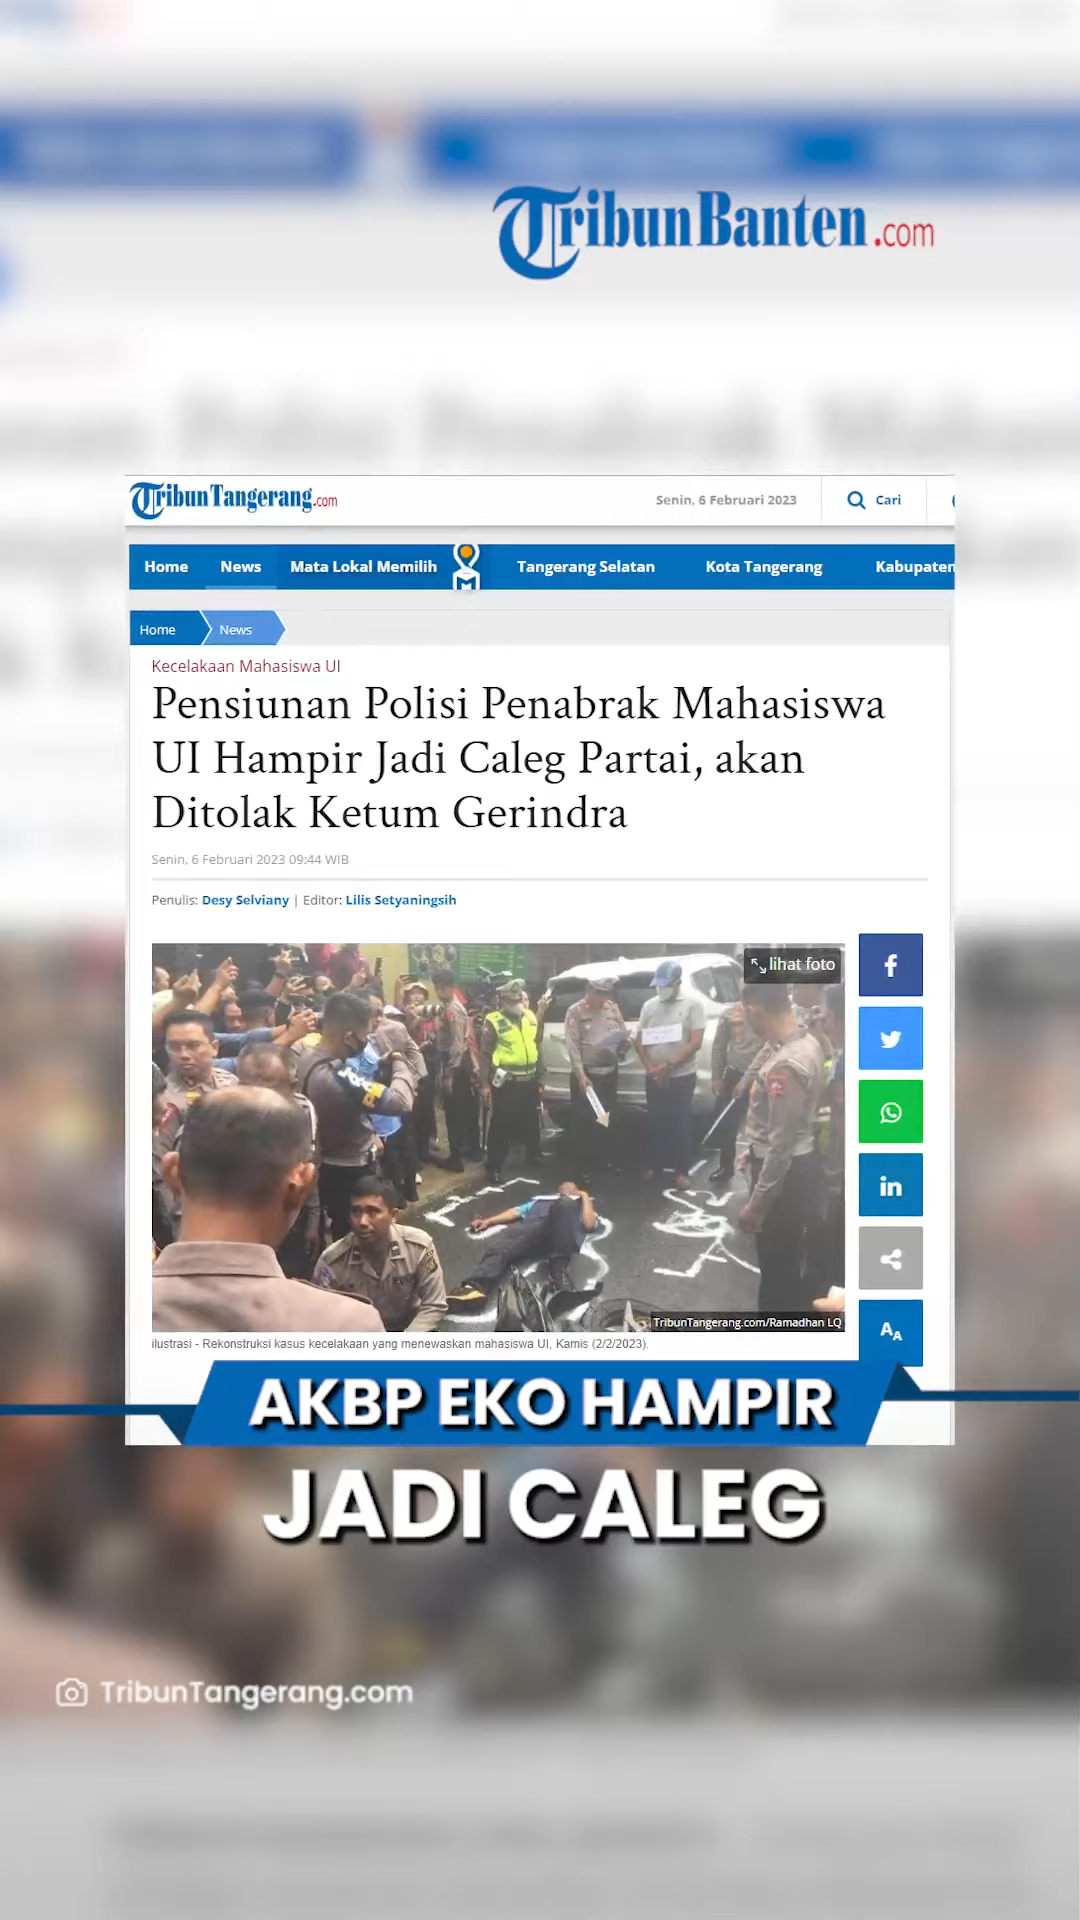 TribunBanten.com
TribunTangerang.com
Senin, 6 Februari 2023
Cari
Home
News
Mata Lokal Memilih
Tangerang Selatan
Kota Tangerang
Kabupaten
Home
News
Kecelakaan Mahasiswa UI
Pensiunan Polisi Penabrak Mahasiswa
UI Hampir Jadi Caleg Partai, akan
Ditolak Ketum Gerindra
Senin, 6 Februari 2023 09:44 WIB
Penulis: Desy Selviany | Editor: Lilis Setyaningsih
lihat foto
TribunTangerang.com/Ramadhan LQ
ilustrasi - Rekonstruksi kasus kecelakaan yang menewaskan mahasiswa UI, Kamis (2/2/2023).
AKBP EKO HAMPIR
JADI CALEG
TribunTangerang.com